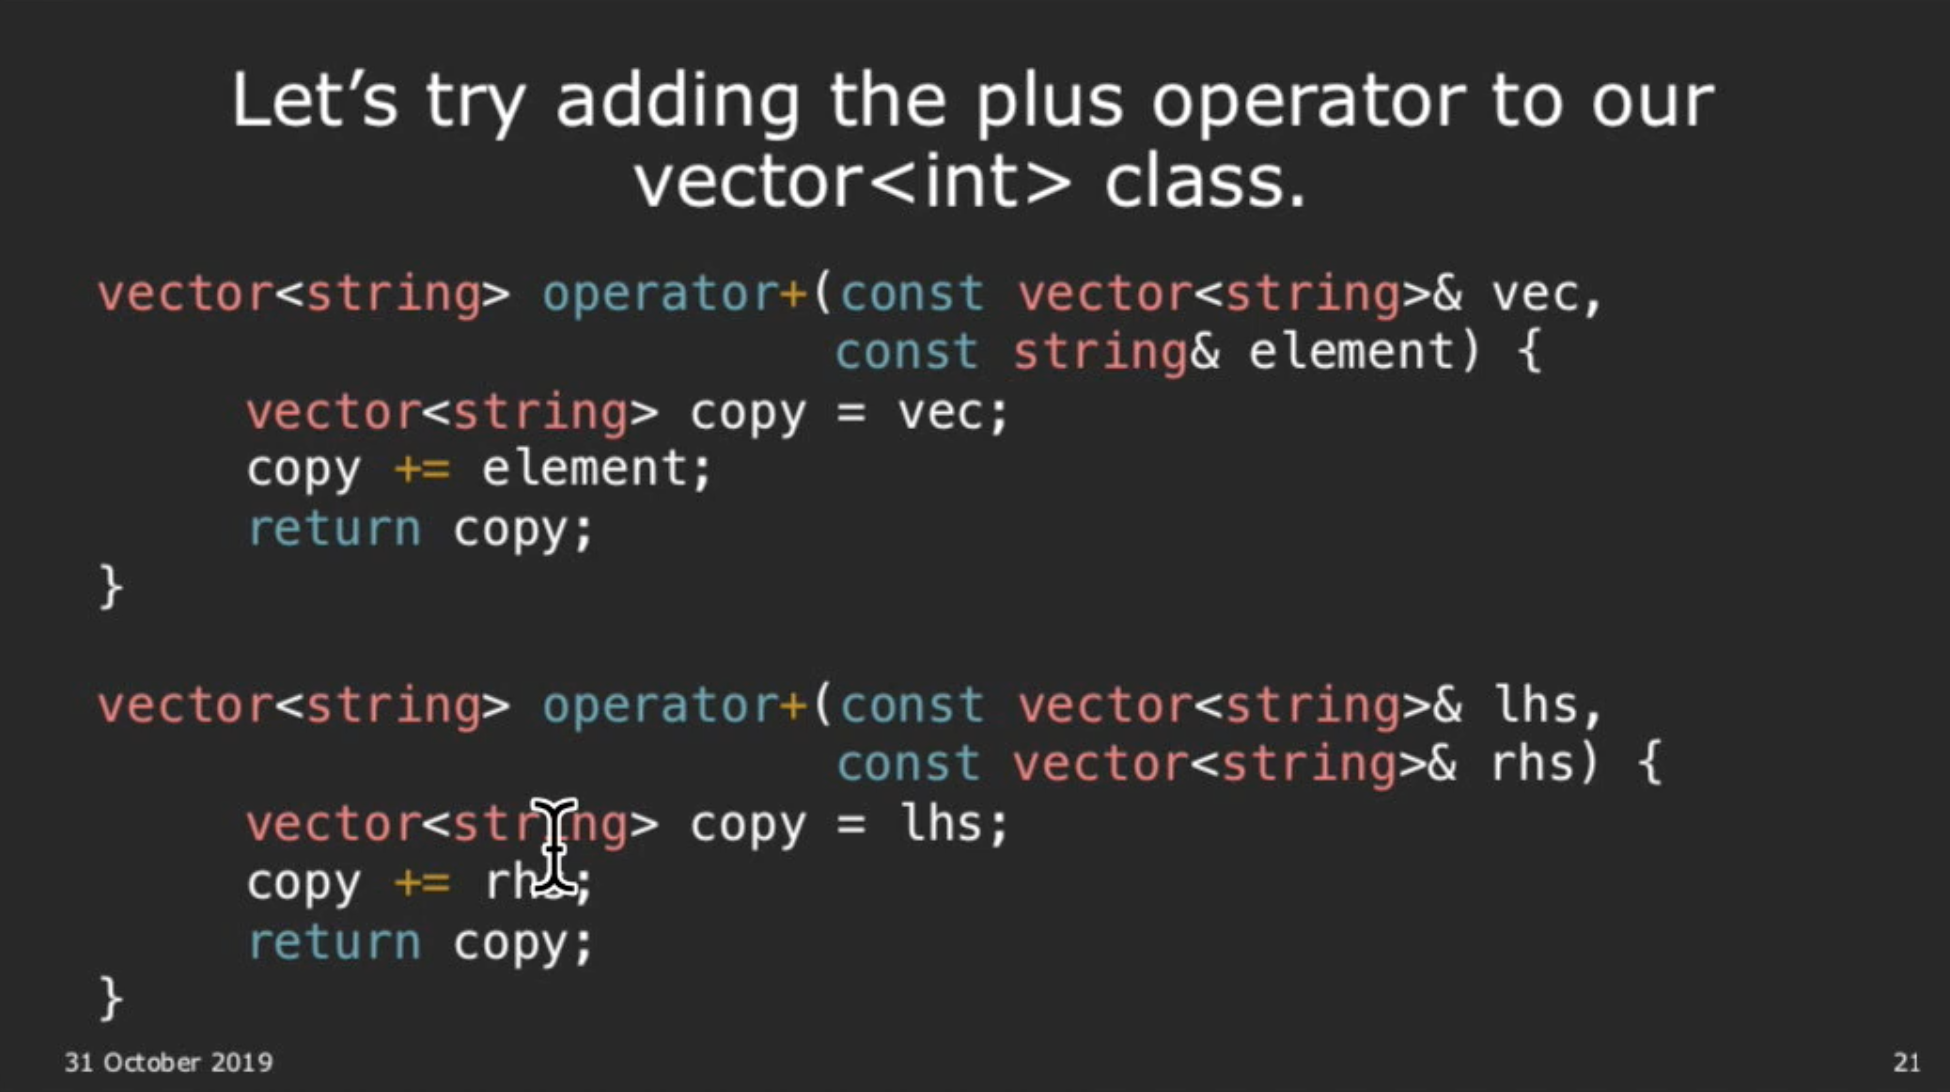 Let’s try adding the plus operator to our
vector<int> class.
vector<string> operator+(const vector<string>& vec,
const string& element) {
vector<string> copy = vec;
copy += element;
return copy;
}
vector<string> operator+(const vector<string>& lhs,
const vector<string>& rhs) {
vector<string> copy = lhs;
copy += rhs;
return copy;
}
31 October 2019
21